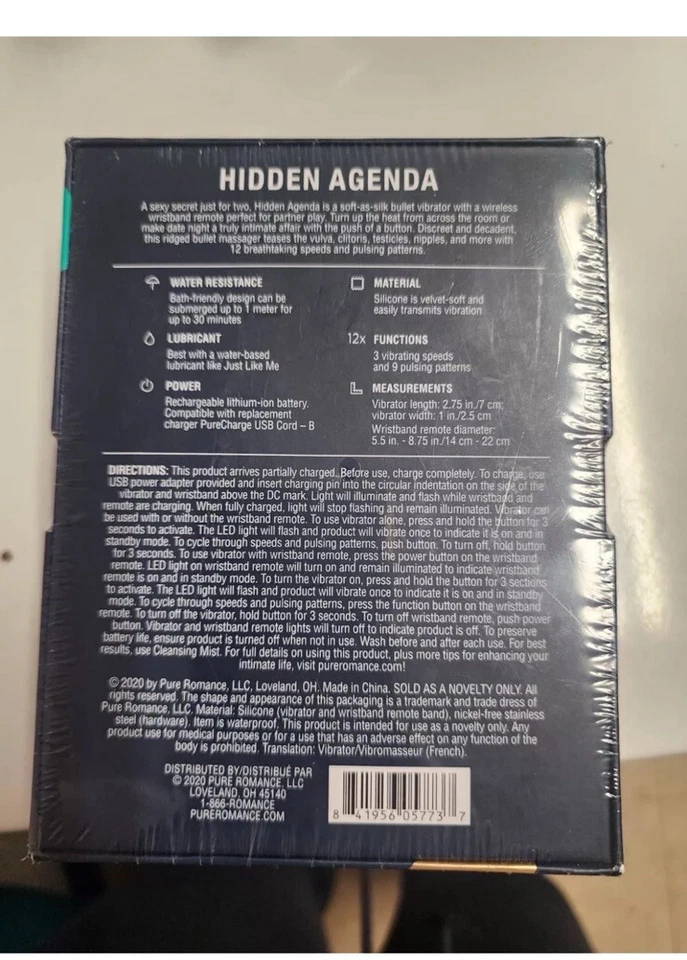 HIDDEN AGENDA
A sexy secret just for two, Hidden Agenda is a soft-as-silk bullet vibrator with a wireless
wristband remote perfect for partner play. Turn up the heat from across the room or
make date night a truly intimate affair with the push of a button. Discreet and decadent,
this ridged bullet massager teases the vulva, clitoris, testicles, nipples, and more with
12 breathtaking speeds and pulsing patterns.
WATER RESISTANCE
Bath-friendly design can be
submerged up to 1 meter for
up to 30 minutes
LUBRICANT
Best with a water-based
lubricant like Just Like Me
POWER
Rechargeable lithium-ion battery.
Compatible with replacement
charger PureCharge USB Cord – B
MATERIAL
Silicone is velvet-soft and
easily transmits vibration
12x FUNCTIONS
3 vibrating speeds
and 9 pulsing patterns
MEASUREMENTS
Vibrator length: 2.75 in./7 cm;
vibrator width: 1 in./2.5 cm
Wristband remote diameter:
5.5 in. - 8.75 in./14 cm - 22 cm
DIRECTIONS: This product arrives partially charged. Before use, charge completely. To charge, use
USB power adapter provided and insert charging pin into the circular indentation on the side of the
vibrator and wristband above the DC mark. Light will illuminate and flash while wristband and
remote are charging. When fully charged, light will stop flashing and remain illuminated. Vibrator can
be used with or without the wristband remote. To use vibrator alone, press and hold the button for 3
seconds to activate. The LED light will flash and product will vibrate once to indicate it is on and in
standby mode. To cycle through speeds and pulsing patterns, push button. To turn off, hold button
for 3 seconds. To use vibrator with wristband remote, press the power button on the wristband
remote. LED light on wristband remote will turn on and remain illuminated to indicate wristband
remote is on and in standby mode. To turn the vibrator on, press and hold the button for 3 sections
to activate. The LED light will flash and product will vibrate once to indicate it is on and in standby
mode. To cycle through speeds and pulsing patterns, press the function button on the wristband
remote. To turn off the vibrator, hold button for 3 seconds. To turn off wristband remote, push power
button. Vibrator and wristband remote lights will turn off to indicate product is off. To preserve
battery life, ensure product is turned off when not in use. Wash before and after each use. For best
results, use Cleansing Mist. For full details on using this product, plus more tips for enhancing your
intimate life, visit pureromance.com!
© 2020 by Pure Romance, LLC, Loveland, OH. Made in China. SOLD AS A NOVELTY ONLY. All
rights reserved. The shape and appearance of this packaging is a trademark and trade dress of
Pure Romance, LLC. Material: Silicone (vibrator and wristband remote band), nickel-free stainless
steel (hardware). Item is waterproof. This product is intended for use as a novelty only. Any
product use for medical purposes or for a use that has an adverse effect on any function of the
body is prohibited. Translation: Vibrator/Vibromasseur (French).
DISTRIBUTED BY/DISTRIBUÉ PAR
© 2020 PURE ROMANCE, LLC
LOVELAND, OH 45140
1-866-ROMANCE
PUREROMANCE.COM
8 41956 05773 7